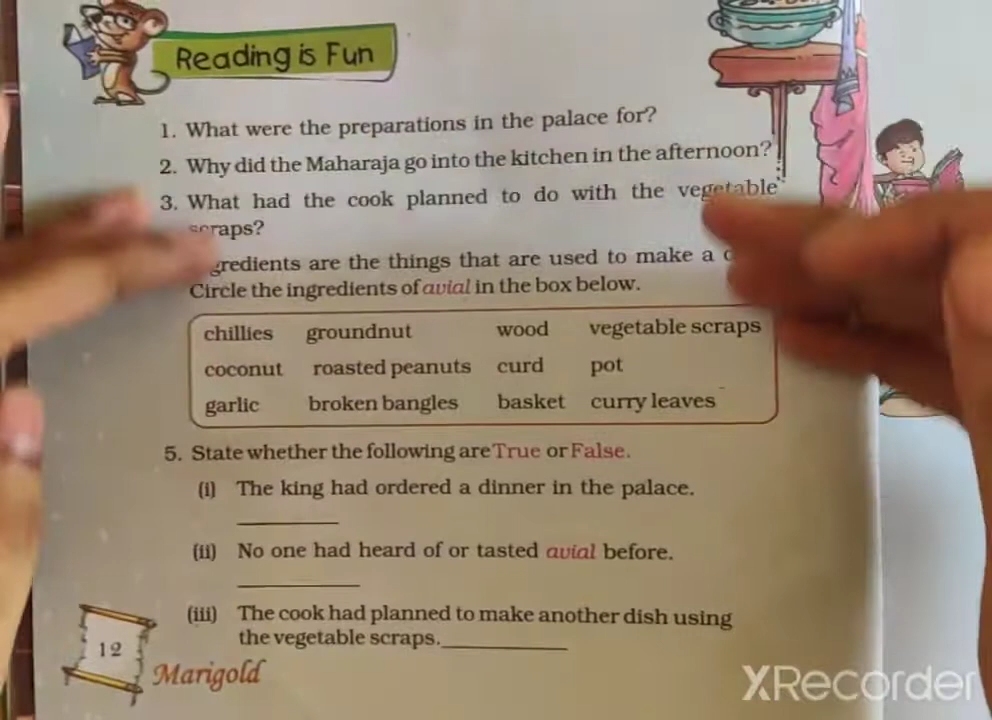 Reading is Fun
1. What were the preparations in the palace for?
2. Why did the Maharaja go into the kitchen in the afternoon?
3. What had the cook planned to do with the vegetable
scraps?
gredients are the things that are used to make a
Circle the ingredients of avial in the box below.
chillies groundnut wood vegetable scraps
coconut roasted peanuts curd pot
garlic broken bangles basket curry leaves
5. State whether the following are True or False.
(i) The king had ordered a dinner in the palace.
(ii) No one had heard of or tasted avial before.
(iii) The cook had planned to make another dish using
the vegetable scraps.
12
Marigold
XRecorder